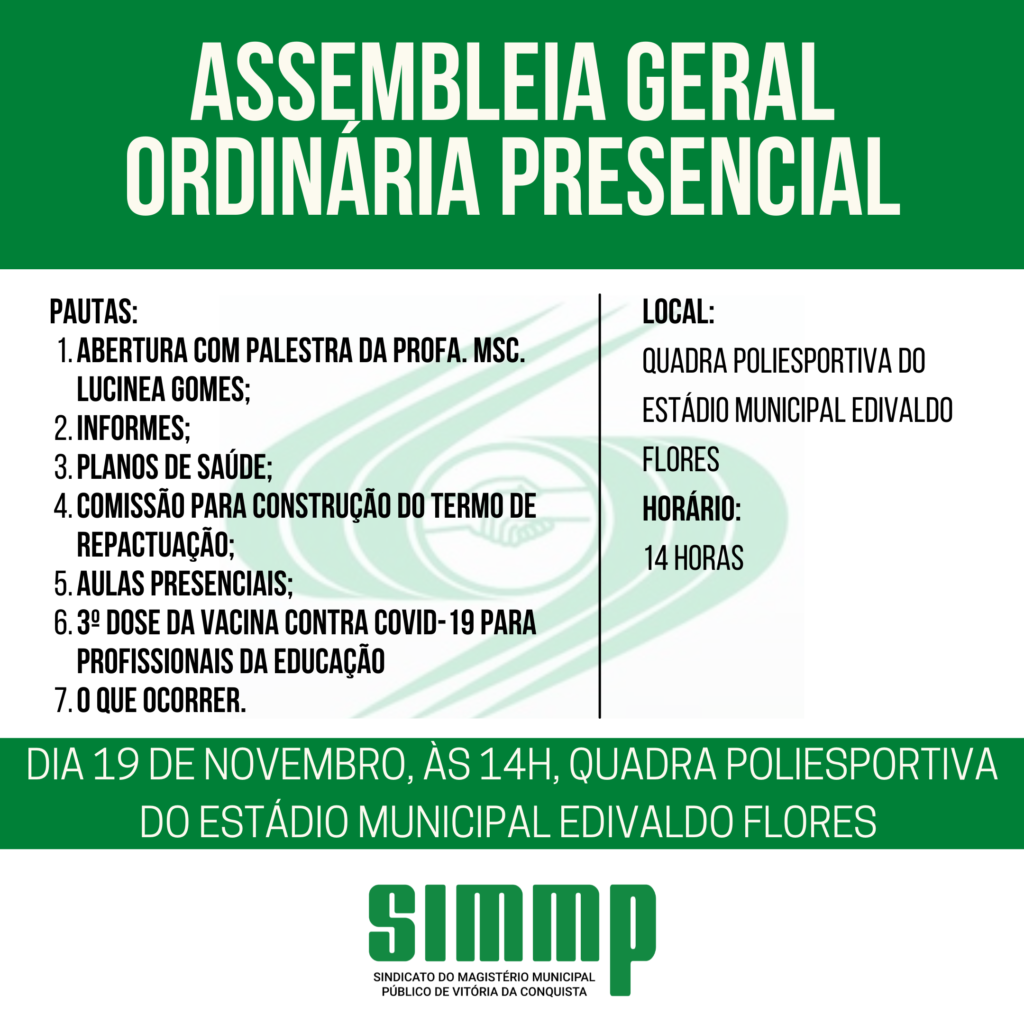 ASSEMBLEIA GERAL
ORDINÁRIA PRESENCIAL
PAUTAS:
1. ABERTURA COM PALESTRA DA PROFA. MSC.
LUCINEA GOMES;
2. INFORMES;
3. PLANOS DE SAÚDE;
4. COMISSÃO PARA CONSTRUÇÃO DO TERMO DE
REPACTUAÇÃO;
5. AULAS PRESENCIAIS;
6. 3º DOSE DA VACINA CONTRA COVID-19 PARA
PROFISSIONAIS DA EDUCAÇÃO
7. O QUE OCORRER.
LOCAL:
QUADRA POLIESPORTIVA DO
ESTÁDIO MUNICIPAL EDIVALDO
FLORES
HORÁRIO:
14 HORAS
DIA 19 DE NOVEMBRO, ÀS 14H, QUADRA POLIESPORTIVA
DO ESTÁDIO MUNICIPAL EDIVALDO FLORES
SIMMP
SINDICATO DO MAGISTÉRIO MUNICIPAL
PÚBLICO DE VITÓRIA DA CONQUISTA